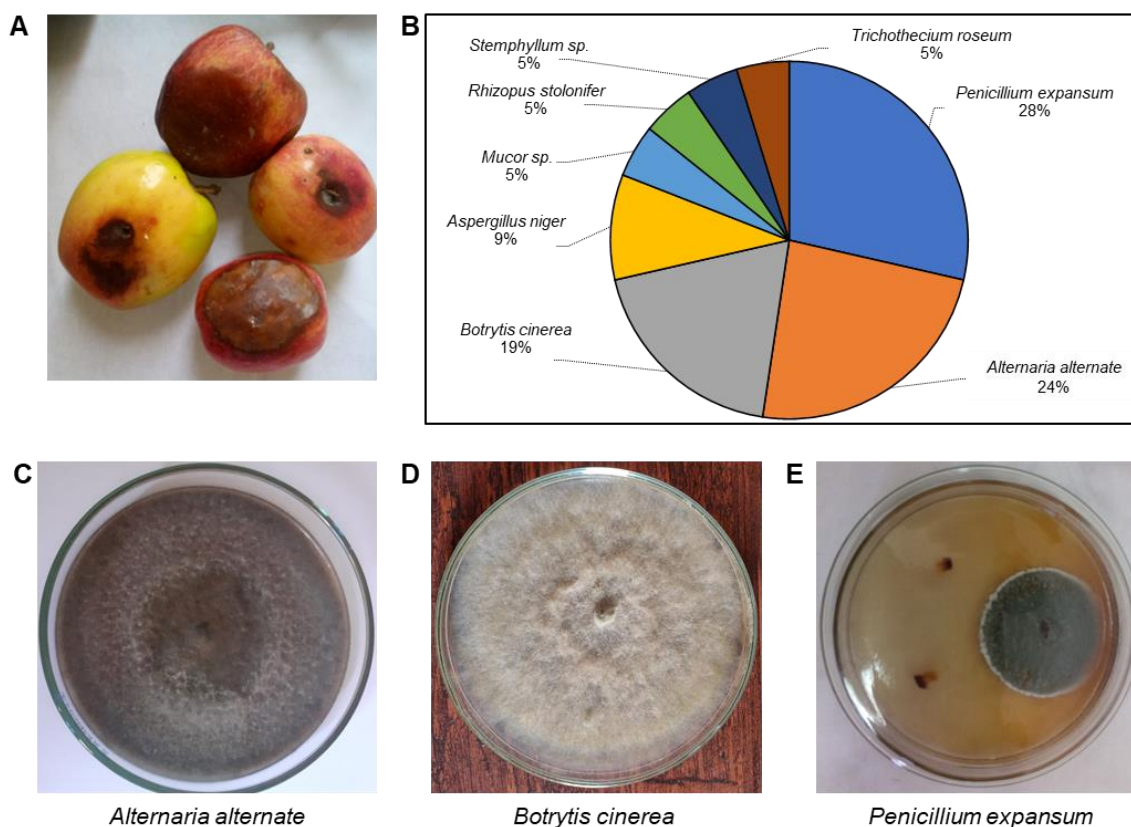 A
B
Stemphyllum sp.
5%
Trichothecium roseum
5%
Rhizopus stolonifer
5%
Penicillium expansum
28%
Mucor sp.
5%
Aspergillus niger
9%
Botrytis cinerea
19%
Alternaria alternate
24%
C
D
E
Alternaria alternate
Botrytis cinerea
Penicillium expansum